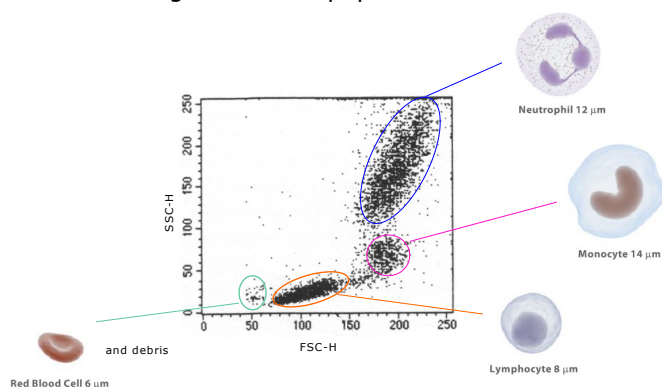 Neutrophil 12 μm
250
200
150
100
50
0
SSC-H
0 50 100 150 200 250
FSC-H
Monocyte 14 μm
Lymphocyte 8 μm
and debris
Red Blood Cell 6 μm